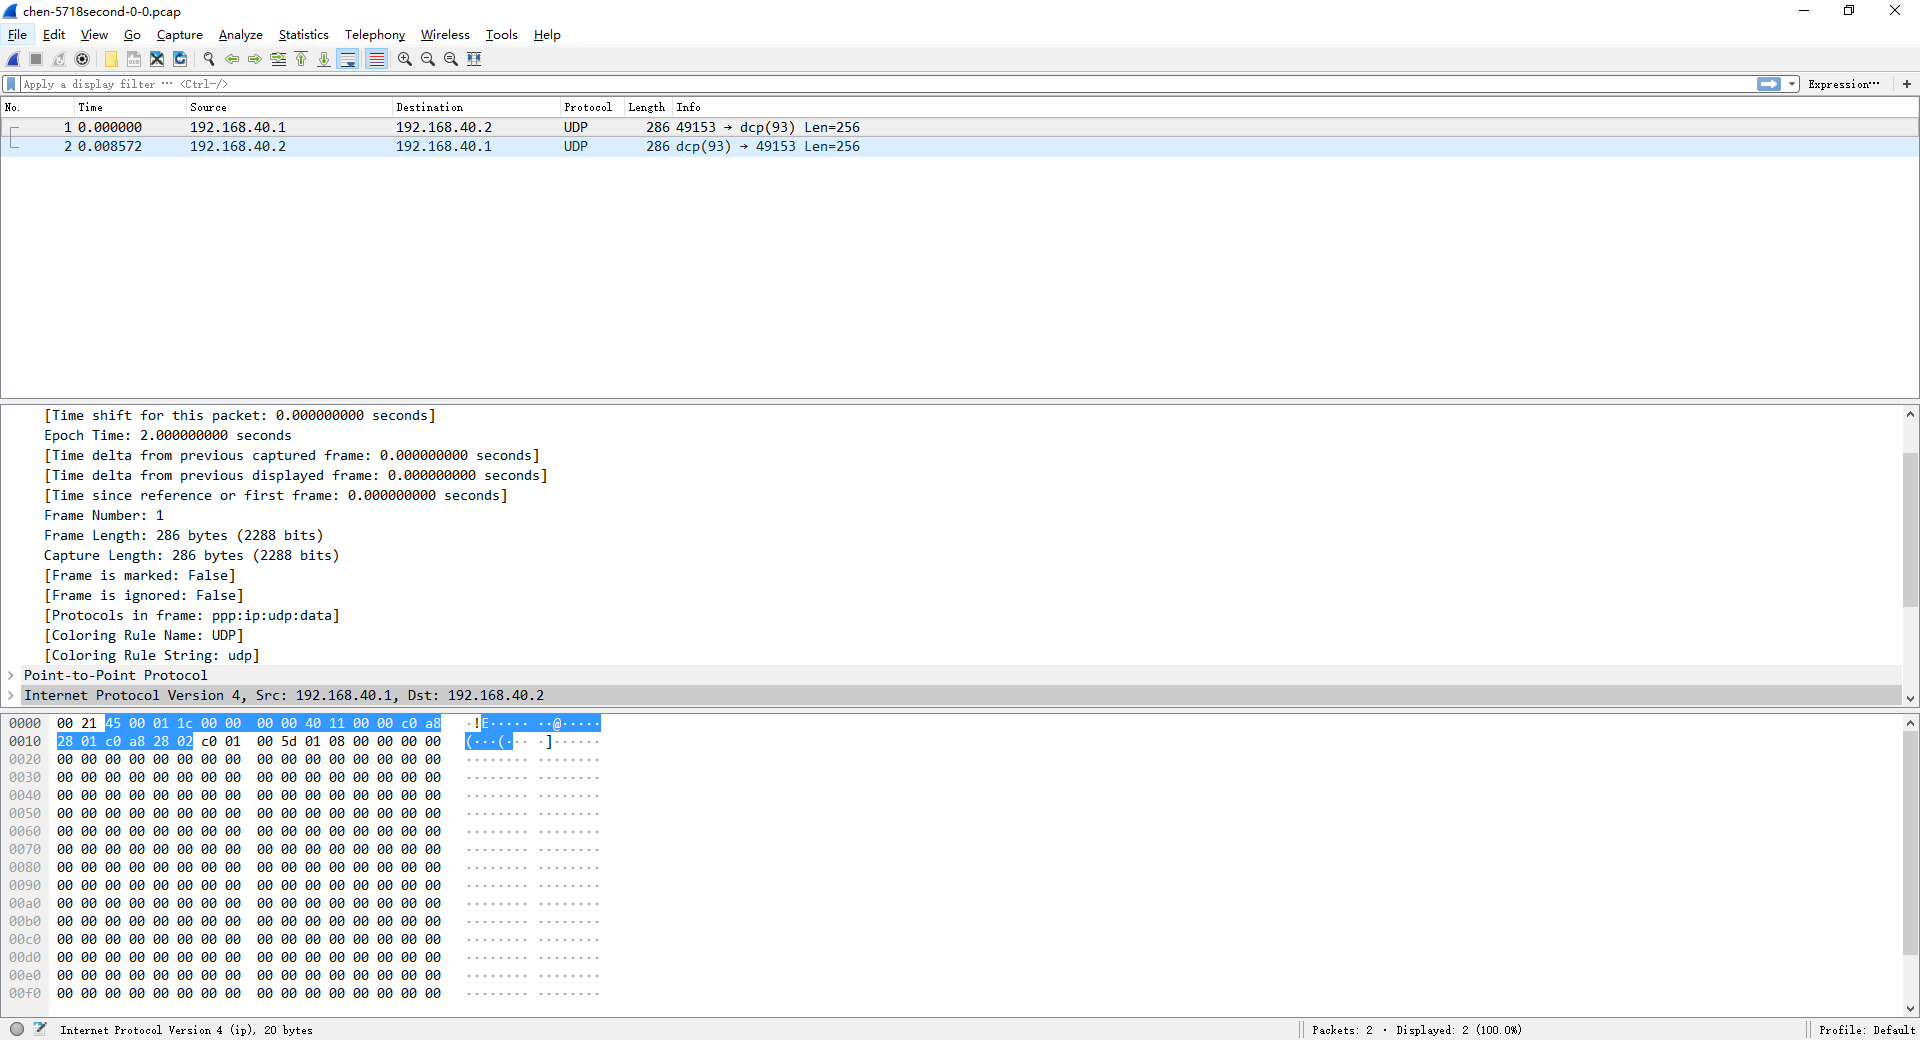 chen-5718second-0-0.pcap
File Edit View Go Capture Analyze Statistics Telephony Wireless Tools Help
Apply a display filter ··· <Ctrl-/> Expression··· +
No. Time Source Destination Protocol Length Info
1 0.000000 192.168.40.1 192.168.40.2 UDP 286 49153 → dcp(93) Len=256
2 0.008572 192.168.40.2 192.168.40.1 UDP 286 dcp(93) → 49153 Len=256
[Time shift for this packet: 0.000000000 seconds]
Epoch Time: 2.000000000 seconds
[Time delta from previous captured frame: 0.000000000 seconds]
[Time delta from previous displayed frame: 0.000000000 seconds]
[Time since reference or first frame: 0.000000000 seconds]
Frame Number: 1
Frame Length: 286 bytes (2288 bits)
Capture Length: 286 bytes (2288 bits)
[Frame is marked: False]
[Frame is ignored: False]
[Protocols in frame: ppp:ip:udp:data]
[Coloring Rule Name: UDP]
[Coloring Rule String: udp]
Point-to-Point Protocol
Internet Protocol Version 4, Src: 192.168.40.1, Dst: 192.168.40.2
0000 00 21 45 00 01 1c 00 00 00 00 40 11 00 00 c0 a8 ·!E····· ··@·····
0010 28 01 c0 a8 28 02 c0 01 00 5d 01 08 00 00 00 00 (···(··· ·]······
0020 00 00 00 00 00 00 00 00 00 00 00 00 00 00 00 00 ········ ········
0030 00 00 00 00 00 00 00 00 00 00 00 00 00 00 00 00 ········ ········
0040 00 00 00 00 00 00 00 00 00 00 00 00 00 00 00 00 ········ ········
0050 00 00 00 00 00 00 00 00 00 00 00 00 00 00 00 00 ········ ········
0060 00 00 00 00 00 00 00 00 00 00 00 00 00 00 00 00 ········ ········
0070 00 00 00 00 00 00 00 00 00 00 00 00 00 00 00 00 ········ ········
0080 00 00 00 00 00 00 00 00 00 00 00 00 00 00 00 00 ········ ········
0090 00 00 00 00 00 00 00 00 00 00 00 00 00 00 00 00 ········ ········
00a0 00 00 00 00 00 00 00 00 00 00 00 00 00 00 00 00 ········ ········
00b0 00 00 00 00 00 00 00 00 00 00 00 00 00 00 00 00 ········ ········
00c0 00 00 00 00 00 00 00 00 00 00 00 00 00 00 00 00 ········ ········
00d0 00 00 00 00 00 00 00 00 00 00 00 00 00 00 00 00 ········ ········
00e0 00 00 00 00 00 00 00 00 00 00 00 00 00 00 00 00 ········ ········
00f0 00 00 00 00 00 00 00 00 00 00 00 00 00 00 00 00 ········ ········
Internet Protocol Version 4 (ip), 20 bytes Packets: 2 · Displayed: 2 (100.0%) Profile: Default